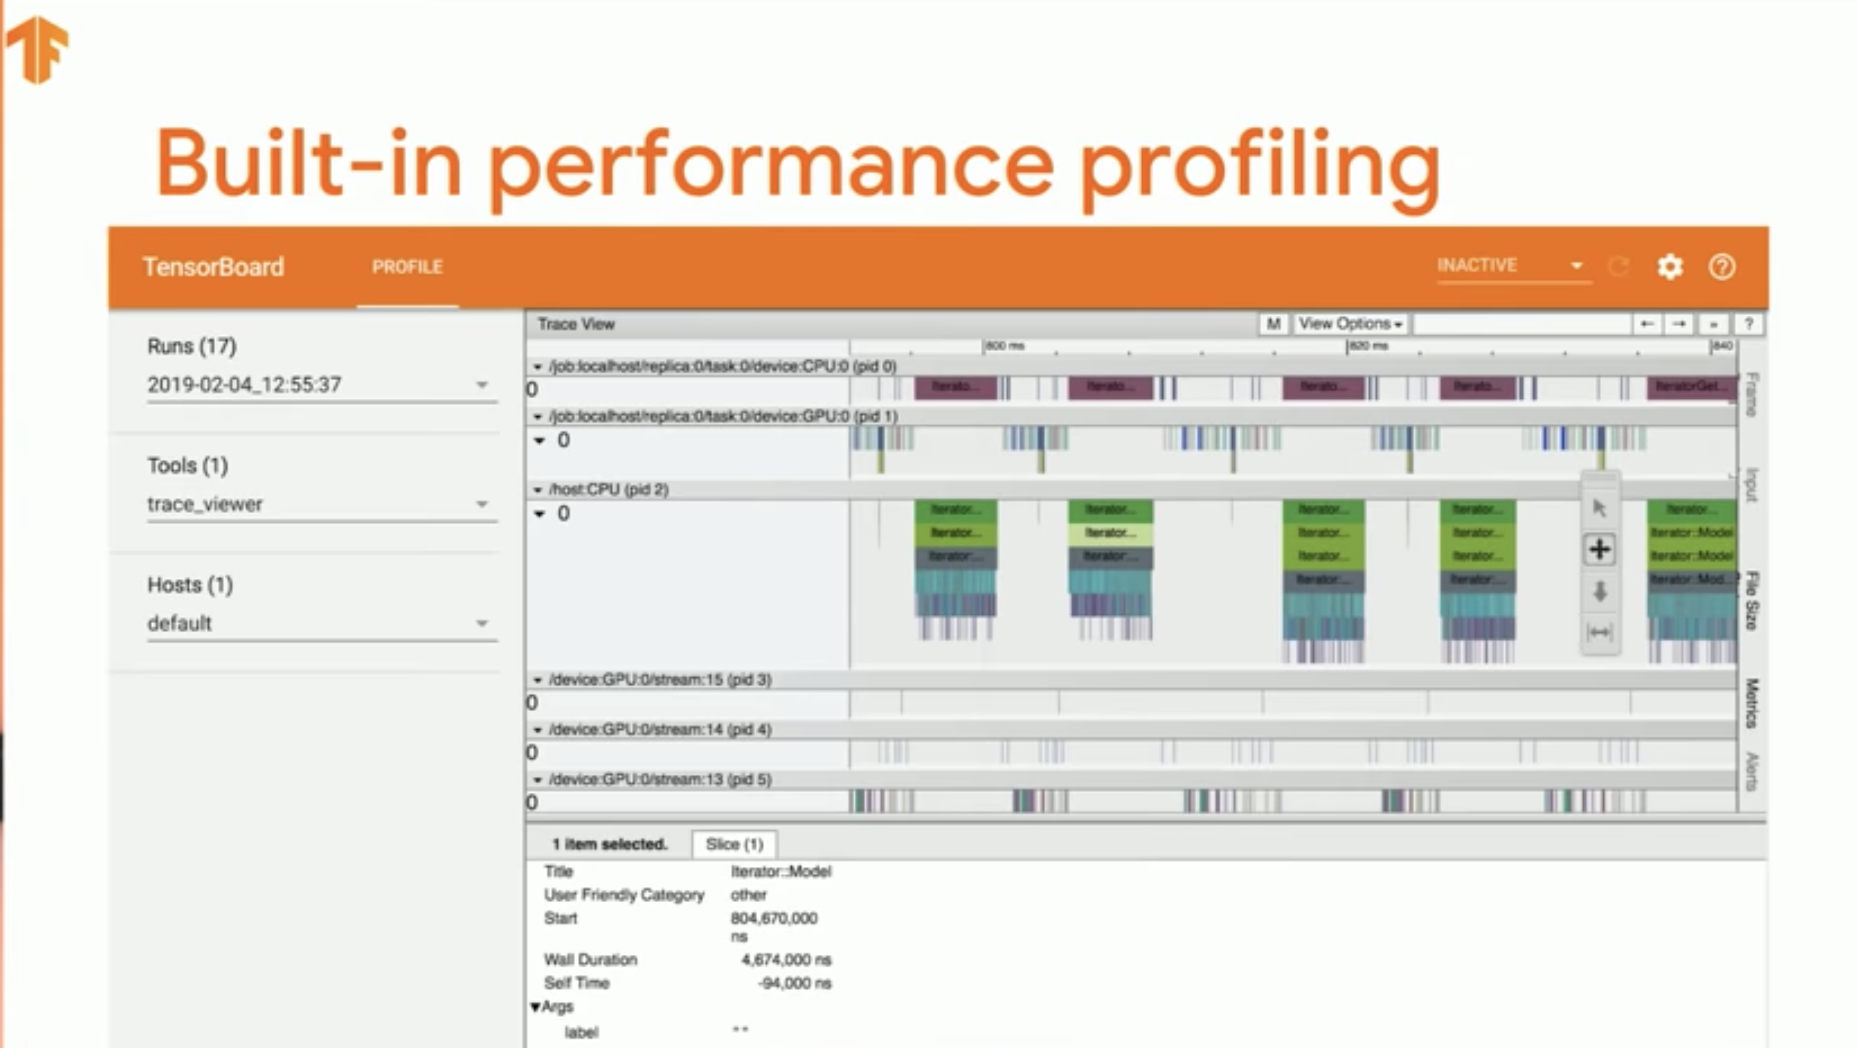 Built-in performance profiling
TensorBoard
PROFILE
INACTIVE
Runs (17)
2019-02-04_12:55:37
Tools (1)
trace_viewer
Hosts (1)
default
Trace View
M
View Options
←
→
»
?
800 ms
820 ms
840
/job:localhost/replica:0/task:0/device:CPU:0 (pid 0)
0
Iterato...
Iterato...
Iterato...
Iterato...
IteratorGet...
/job:localhost/replica:0/task:0/device:GPU:0 (pid 1)
0
/host:CPU (pid 2)
0
Iterator... Iterator... Iterator... Iterator... Iterator...
Iterator... Iterator... Iterator... Iterator... Iterator::Model
Iterator:... Iterator:... Iterator... Iterator... Iterator::Model
Iterator:... Iterator:... Iterator::Mod...
/device:GPU:0/stream:15 (pid 3)
0
/device:GPU:0/stream:14 (pid 4)
0
/device:GPU:0/stream:13 (pid 5)
0
Frame
Input
File Size
Metrics
Alerts
1 item selected.
Slice (1)
Title Iterator::Model
User Friendly Category other
Start 804,670,000
ns
Wall Duration 4,674,000 ns
Self Time -94,000 ns
Args
label ""